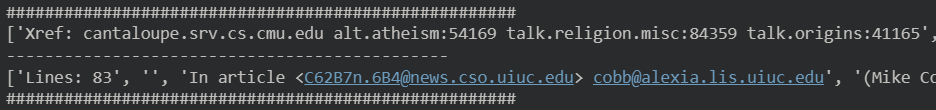 ####################################################
['Xref: cantaloupe.srv.cs.cmu.edu alt.atheism:54169 talk.religion.misc:84359 talk.origins:41165',
---------------------------------------------
['Lines: 83', '', 'In article <C62B7n.6B4@news.cso.uiuc.edu> cobb@alexia.lis.uiuc.edu', '(Mike Co
####################################################